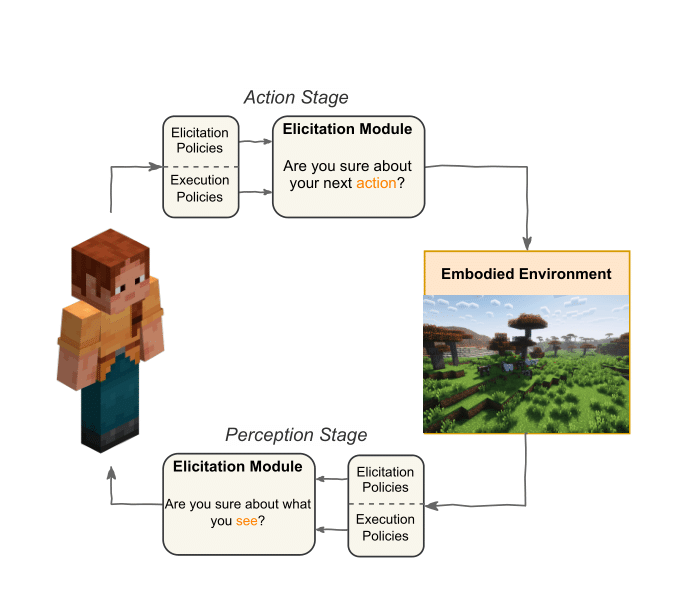 Action Stage
Elicitation
Policies
Execution
Policies
Elicitation Module
Are you sure about
your next action?
Embodied Environment
Perception Stage
Elicitation Module
Are you sure about what
you see?
Elicitation
Policies
Execution
Policies